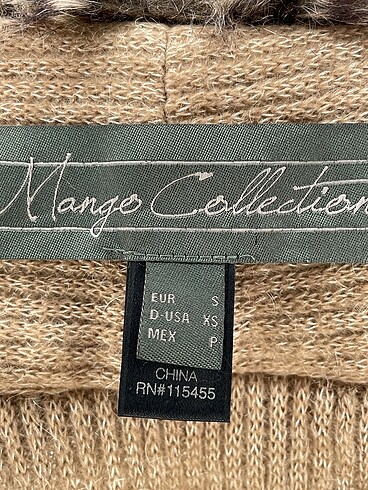 Mango Collection
EUR S
D-USA XS
MEX P
CHINA
RN#115455